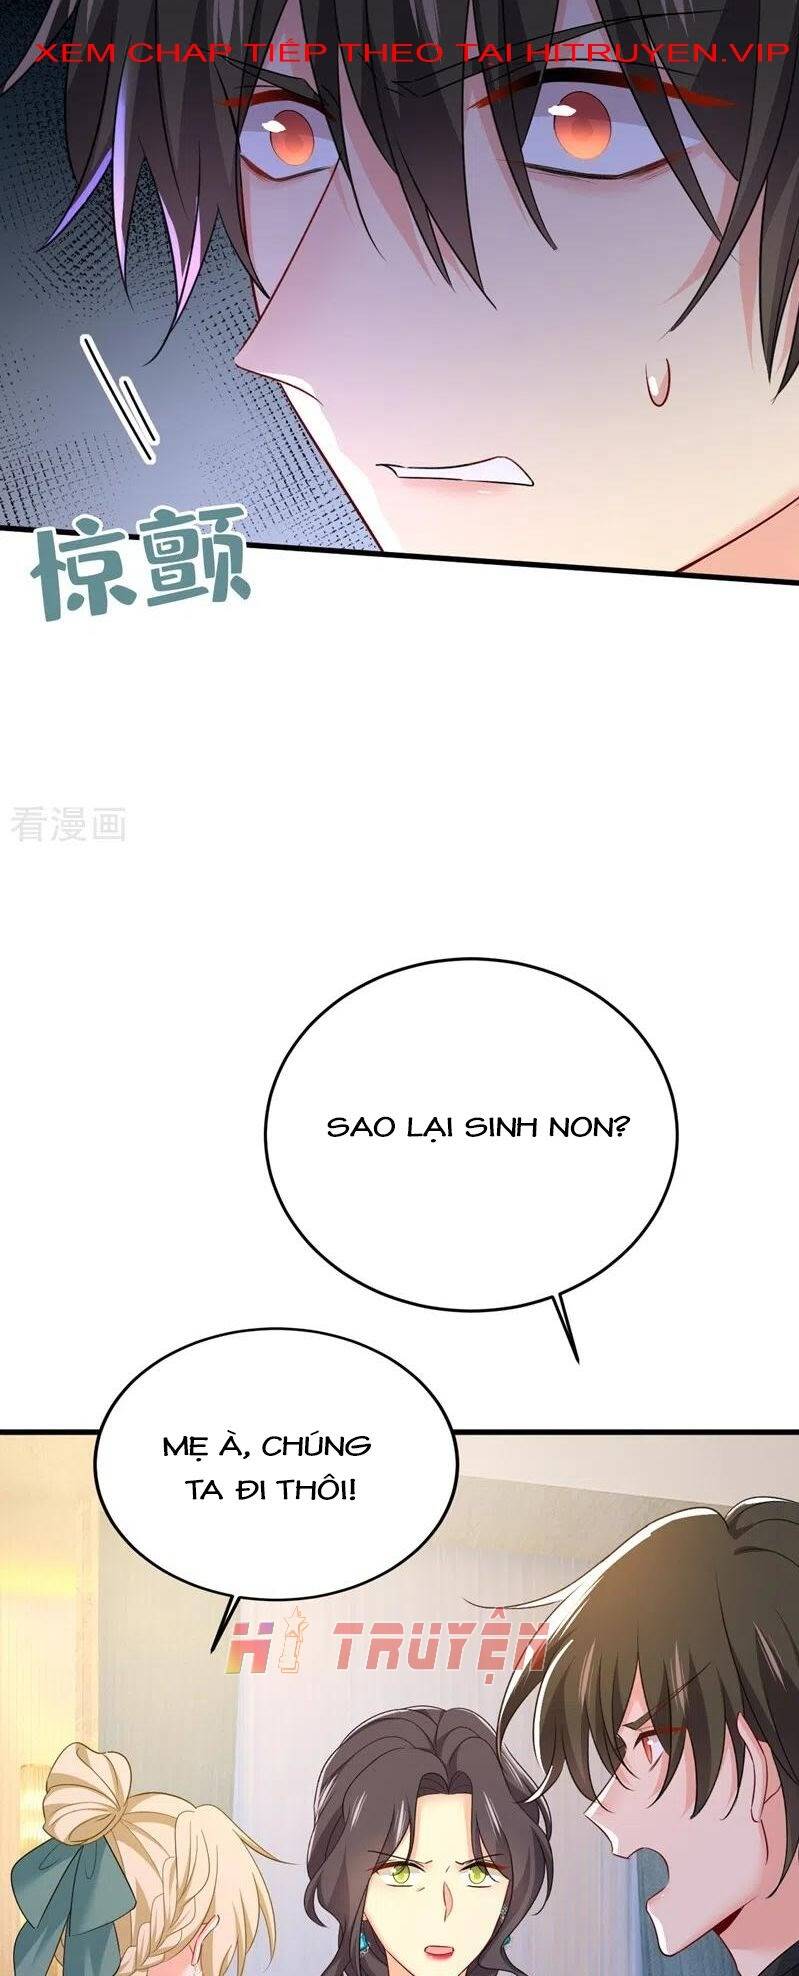 XEM CHAP TIẾP THEO TẠI HITRUYEN.VIP
惊颤
看漫画
SAO LẠI SINH NON?
MẸ À, CHÚNG
TA ĐI THÔI!
HI TRUYỆN